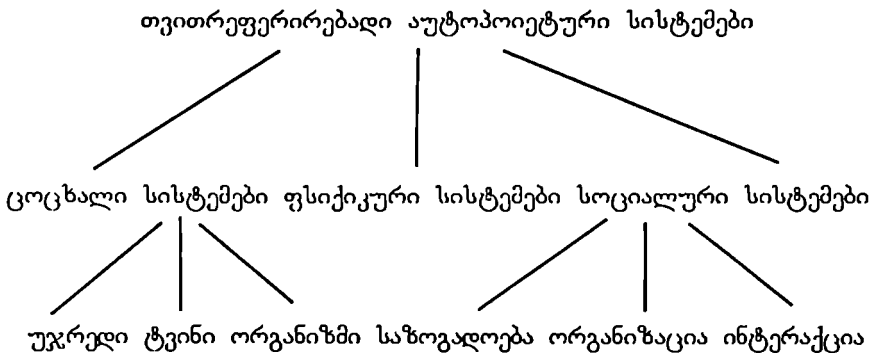 თვითრეფერირებადი აუტოპოიეტური სისტემები
ცოცხალი სისტემები ფსიქიკური სისტემები სოციალური სისტემები
უჯრედი ტვინი ორგანიზმი საზოგადოება ორგანიზაცია ინტერაქცია